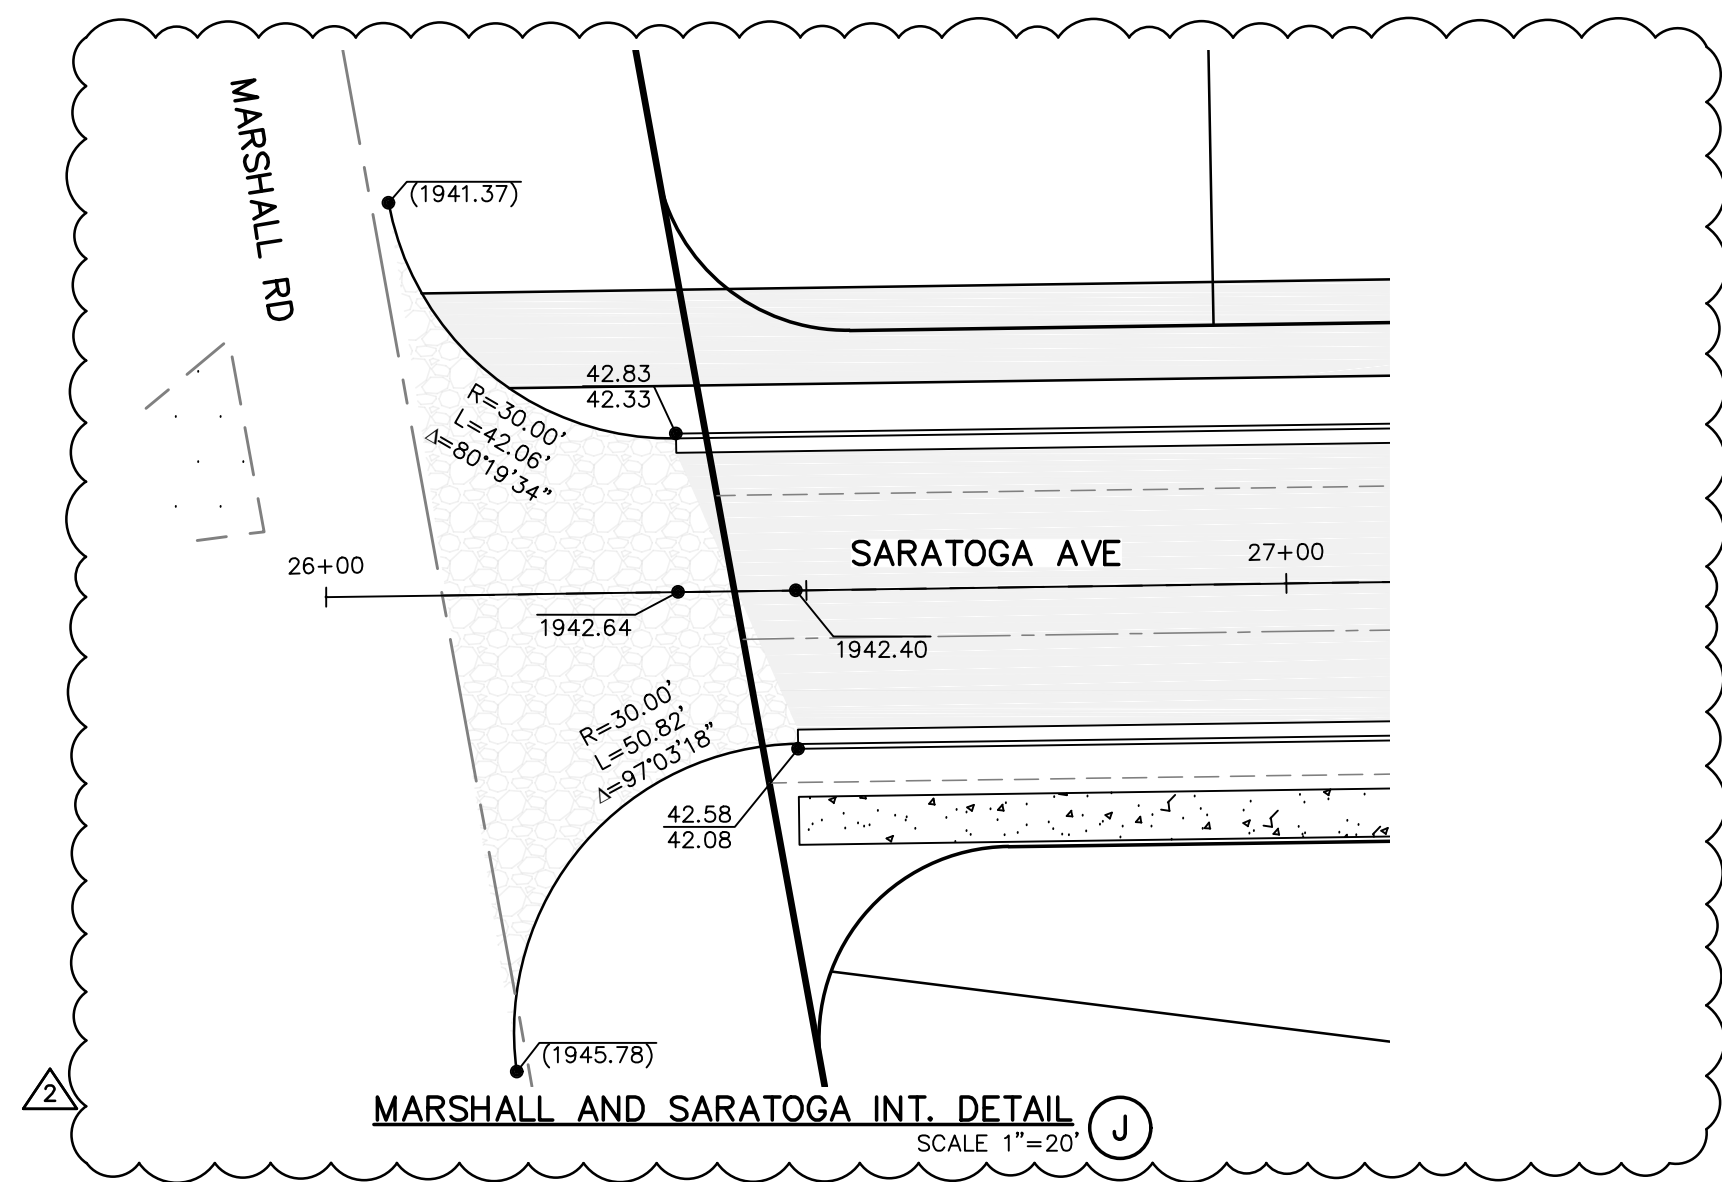 MARSHALL RD
(1941.37)
42.83
42.33
R=30.00'
L=42.06'
Δ=80°19'34"
26+00
SARATOGA AVE
27+00
1942.64
1942.40
R=30.00'
L=50.82'
Δ=97°03'18"
42.58
42.08
(1945.78)
2
MARSHALL AND SARATOGA INT. DETAIL
J
SCALE 1"=20'